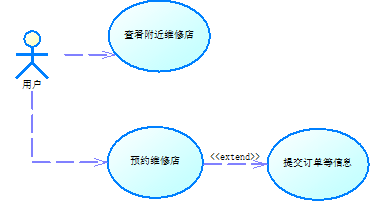 查看附近维修店
用户
预约维修店
<<extend>>
提交订单等信息